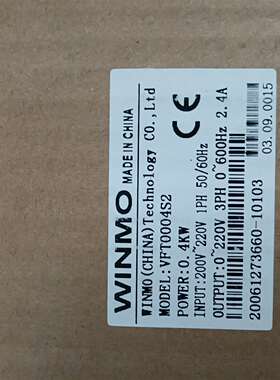 WINMO MADE IN CHINA
WINMO(CHINA)Technology CO.,Ltd
MODEL:VFT0004S2
POWER:0.4KW
INPUT:200V~220V 1PH 50/60Hz
OUTPUT:0~220V 3PH 0~600Hz 2.4A
20061273660-10103
CE
03.09.0015